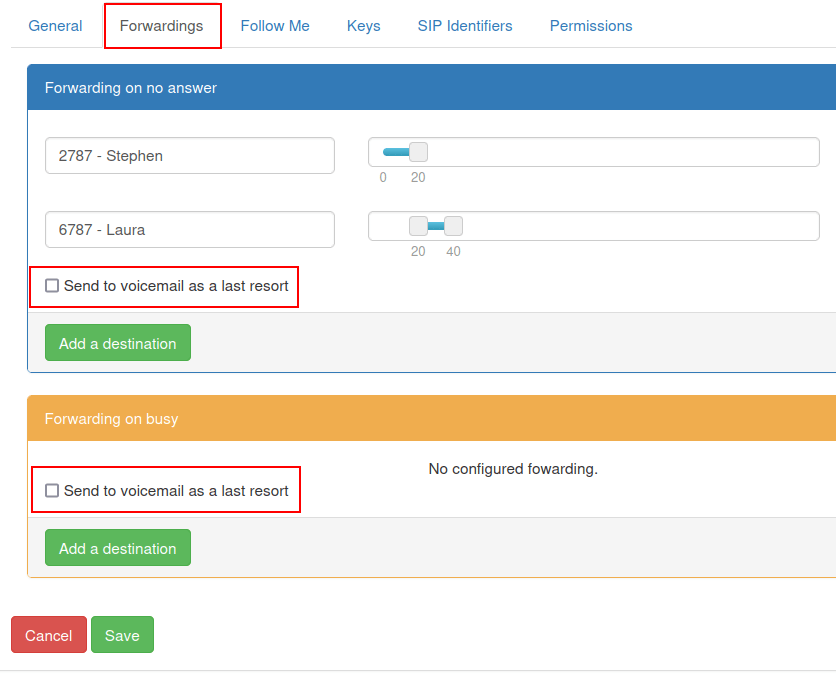 General Forwardings Follow Me Keys SIP Identifiers Permissions
Forwarding on no answer
2787 - Stephen
0 20
6787 - Laura
20 40
Send to voicemail as a last resort
Add a destination
Forwarding on busy
No configured fowarding.
Send to voicemail as a last resort
Add a destination
Cancel Save